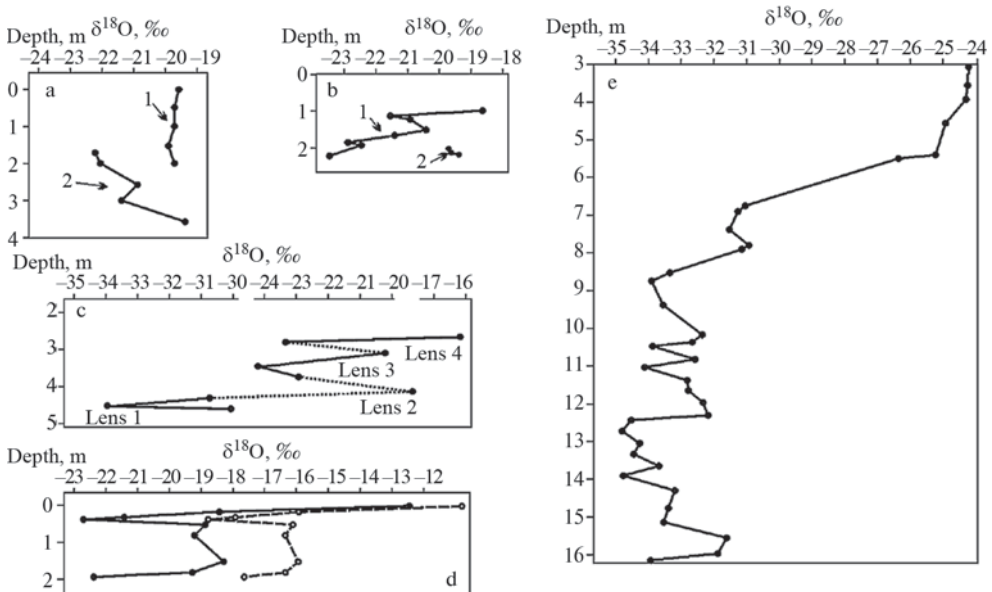 Depth, m δ¹⁸O, ‰
–24 –23 –22 –21 –20 –19
0
1
2
3
4
a
1
2
Depth, m δ¹⁸O, ‰
–23 –22 –21 –20 –19 –18
0
1
2
b
1
2
δ¹⁸O, ‰
Depth, m
–35 –34 –33 –32 –31 –30 –24 –22 –20 –18 –16
2
3
4
5
c
Lens 4
Lens 3
Lens 2
Lens 1
δ¹⁸O, ‰
Depth, m
–23 –22 –21 –20 –19 –18 –17 –16 –15 –14 –13 –12
0
1
2
d
δ¹⁸O, ‰
Depth, m
–35 –34 –33 –32 –31 –30 –29 –28 –26 –25 –24
3
4
5
6
7
8
9
10
11
12
13
14
15
16
e